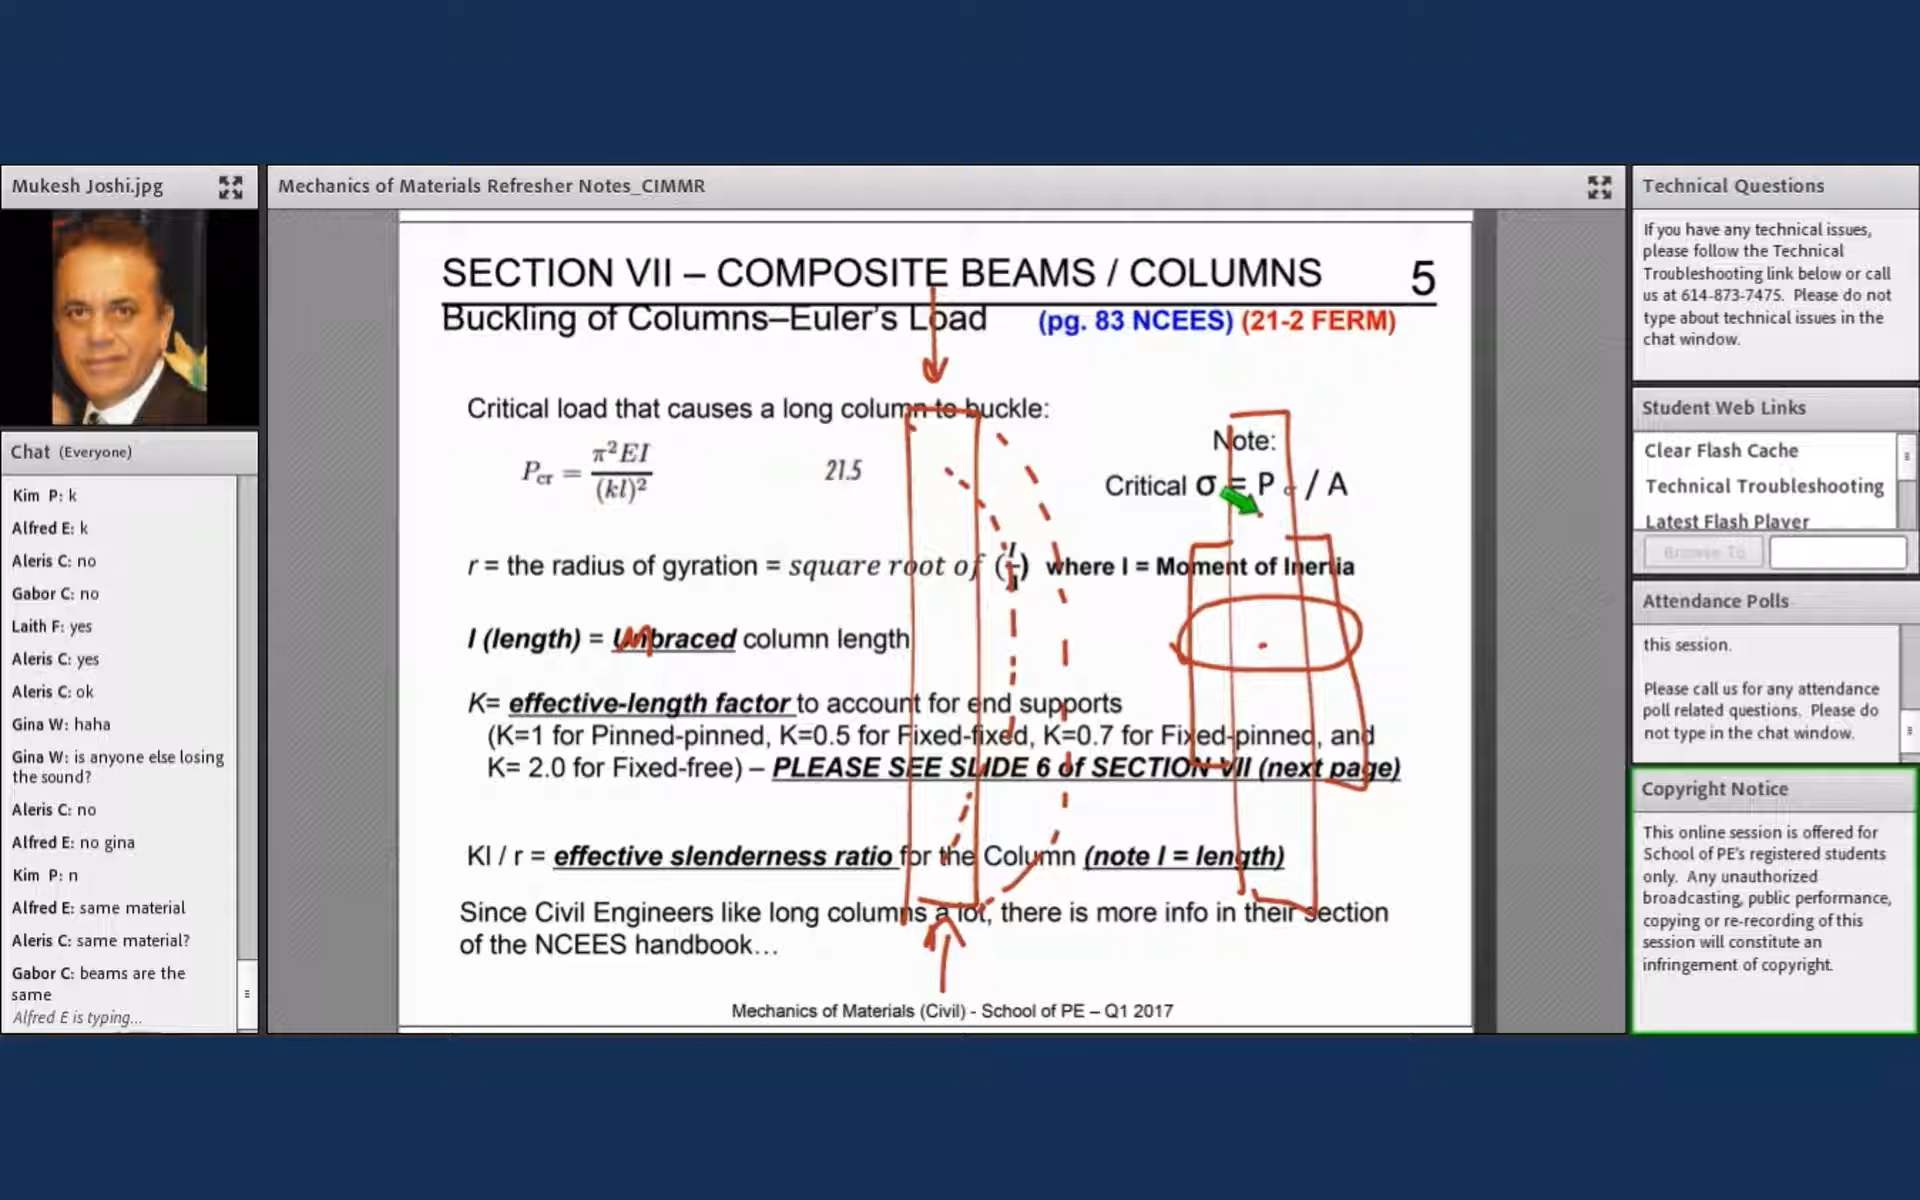 Mukesh Joshi.jpg
Chat (Everyone)
Kim P: k
Alfred E: k
Aleris C: no
Gabor C: no
Laith F: yes
Aleris C: yes
Aleris C: ok
Gina W: haha
Gina W: is anyone else losing
the sound?
Aleris C: no
Alfred E: no gina
Kim P: n
Alfred E: same material
Aleris C: same material?
Gabor C: beams are the
same
Alfred E is typing...
Mechanics of Materials Refresher Notes_CIMMR
SECTION VII – COMPOSITE BEAMS / COLUMNS 5
Buckling of Columns–Euler's Load (pg. 83 NCEES) (21-2 FERM)
Critical load that causes a long column to buckle:
Pcr = π²EI / (kl)² 21.5
Note:
Critical σ = P / A
r = the radius of gyration = square root of (I/) where I = Moment of Inertia
l (length) = Unbraced column length
K= effective-length factor to account for end supports
(K=1 for Pinned-pinned, K=0.5 for Fixed-fixed, K=0.7 for Fixed-pinned, and
K= 2.0 for Fixed-free) – PLEASE SEE SLIDE 6 of SECTION VII (next page)
Kl / r = effective slenderness ratio for the Column (note l = length)
Since Civil Engineers like long columns a lot, there is more info in their section
of the NCEES handbook...
Mechanics of Materials (Civil) - School of PE – Q1 2017
Technical Questions
If you have any technical issues,
please follow the Technical
Troubleshooting link below or call
us at 614-873-7475. Please do not
type about technical issues in the
chat window.
Student Web Links
Clear Flash Cache
Technical Troubleshooting
Latest Flash Player
Browse To
Attendance Polls
this session.
Please call us for any attendance
poll related questions. Please do
not type in the chat window.
Copyright Notice
This online session is offered for
School of PE's registered students
only. Any unauthorized
broadcasting, public performance,
copying or re-recording of this
session will constitute an
infringement of copyright.